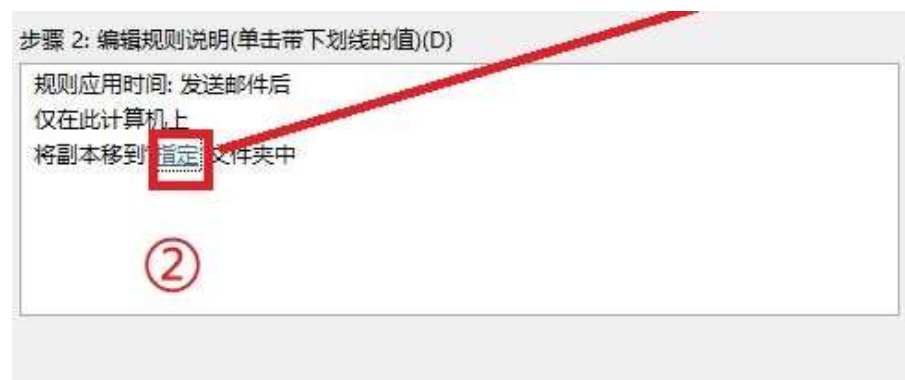 步骤 2: 编辑规则说明(单击带下划线的值)(D)
规则应用时间: 发送邮件后
仅在此计算机上
将副本移到"指定"文件夹中
②